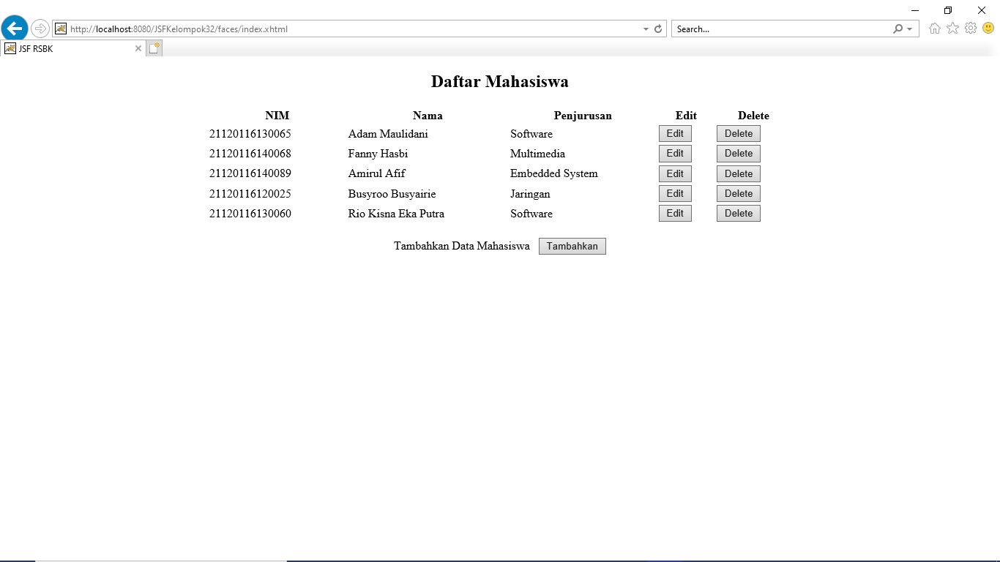 http://localhost:8080/JSFKelompok32/faces/index.xhtml
Search...
JSF RSBK
Daftar Mahasiswa
NIM Nama Penjurusan Edit Delete
21120116130065 Adam Maulidani Software Edit Delete
21120116140068 Fanny Hasbi Multimedia Edit Delete
21120116140089 Amirul Afif Embedded System Edit Delete
21120116120025 Busyroo Busyairie Jaringan Edit Delete
21120116130060 Rio Kisna Eka Putra Software Edit Delete
Tambahkan Data Mahasiswa Tambahkan